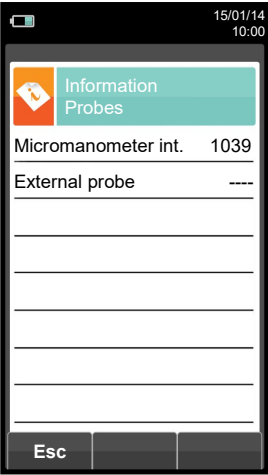 15/01/14
10:00
Information
Probes
Micromanometer int. 1039
External probe ----
Esc